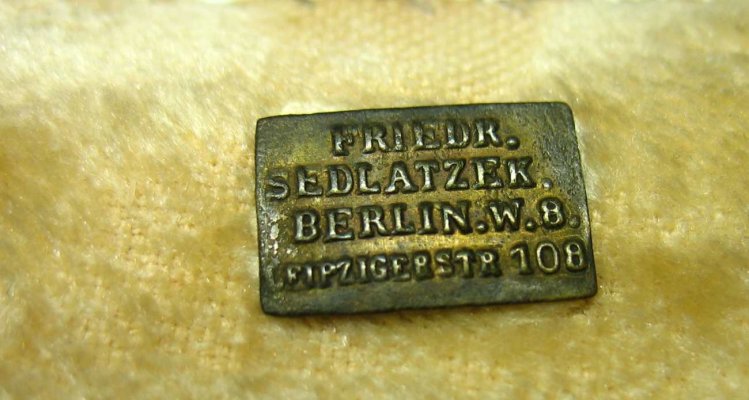 FRIEDR.
SEDLATZEK.
BERLIN.W.8.
LEIPZIGERSTR 108